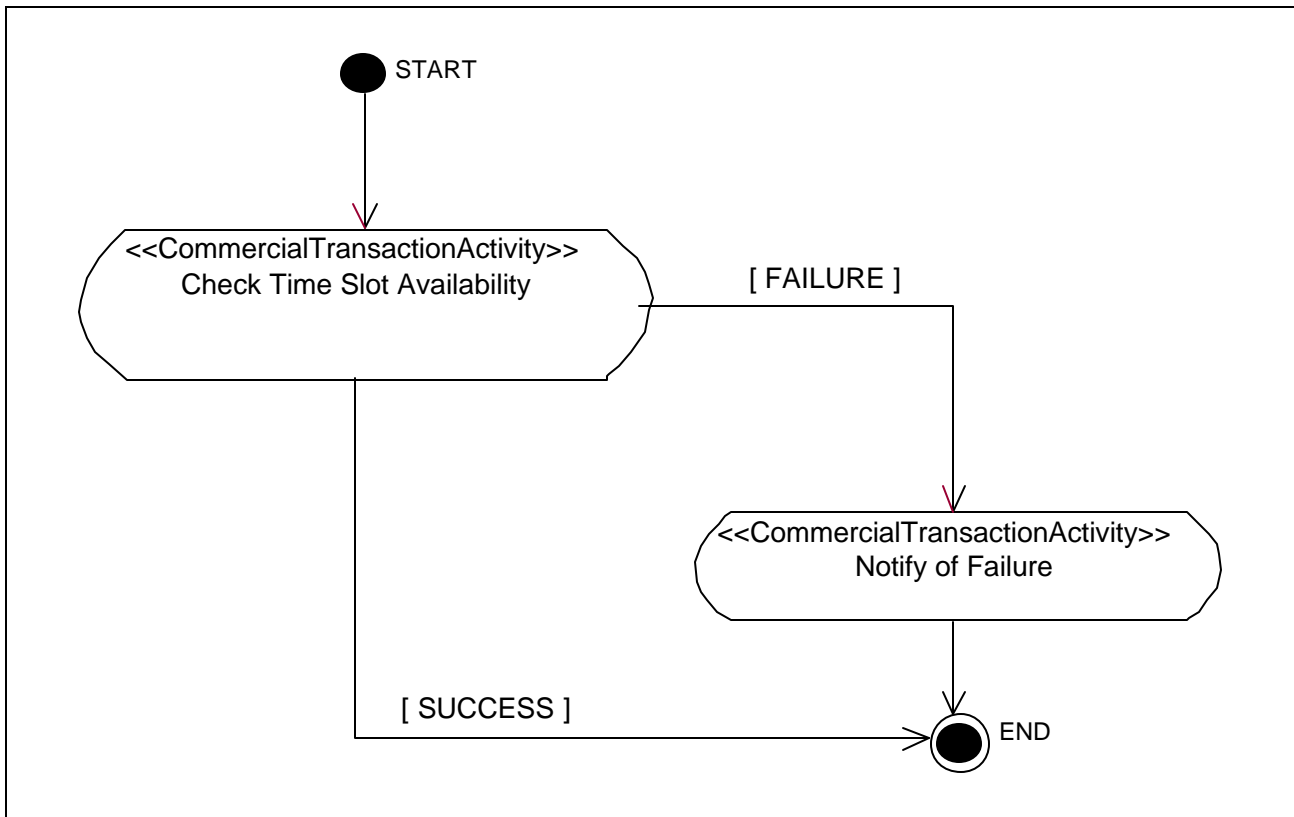 START
<<CommercialTransactionActivity>>
Check Time Slot Availability
[ FAILURE ]
<<CommercialTransactionActivity>>
Notify of Failure
[ SUCCESS ]
END